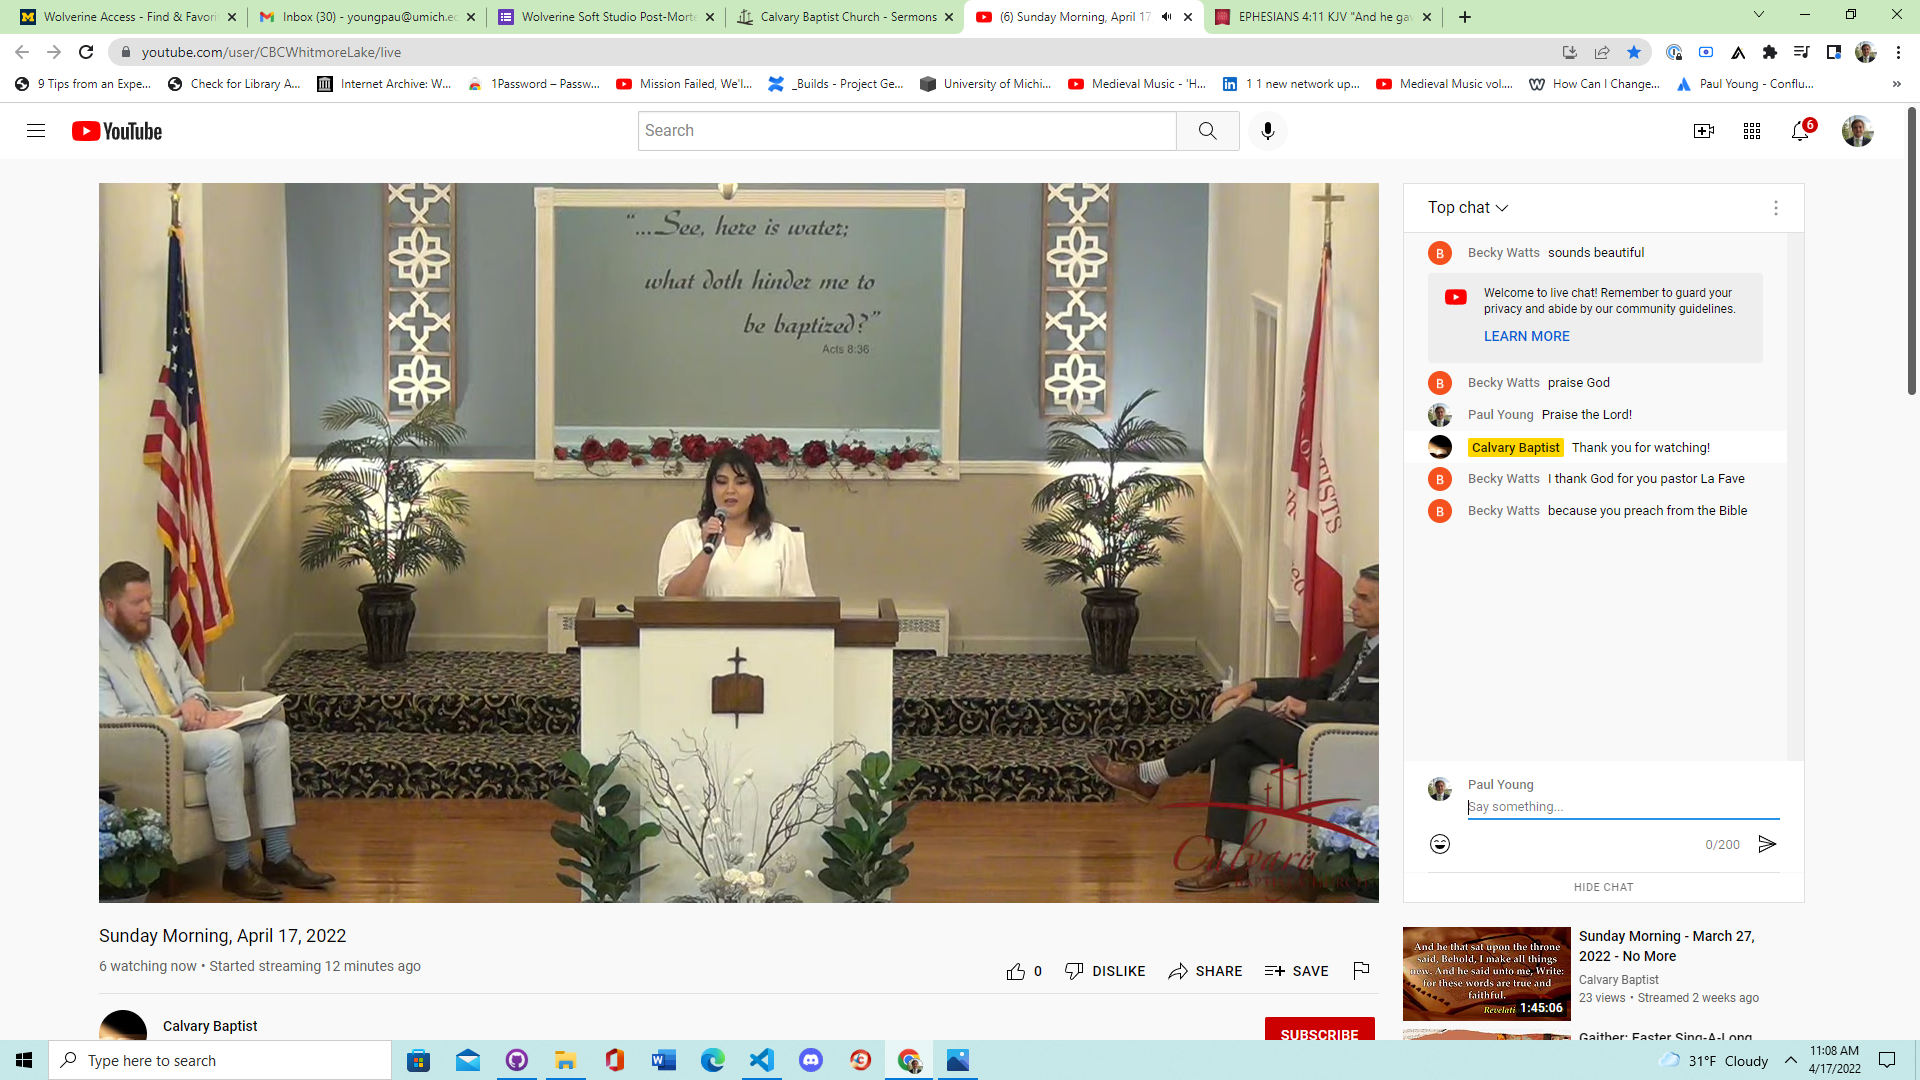 Wolverine Access - Find & Favori
Inbox (30) - youngpau@umich.ed
Wolverine Soft Studio Post-Morte
Calvary Baptist Church - Sermons
(6) Sunday Morning, April 17
EPHESIANS 4:11 KJV "And he gav
youtube.com/user/CBCWhitmoreLake/live
9 Tips from an Expe...
Check for Library A...
Internet Archive: W...
1Password – Passw...
Mission Failed, We'l...
_Builds - Project Ge...
University of Michi...
Medieval Music - 'H...
1 1 new network up...
Medieval Music vol....
How Can I Change...
Paul Young - Conflu...
YouTube
Search
6
"...See, here is water;
what doth hinder me to
be baptized?"
Acts 8:36
Calvary
Top chat
B Becky Watts sounds beautiful
Welcome to live chat! Remember to guard your
privacy and abide by our community guidelines.
LEARN MORE
B Becky Watts praise God
Paul Young Praise the Lord!
Calvary Baptist Thank you for watching!
B Becky Watts I thank God for you pastor La Fave
B Becky Watts because you preach from the Bible
Paul Young
Say something...
0/200
HIDE CHAT
Sunday Morning, April 17, 2022
6 watching now • Started streaming 12 minutes ago
0 DISLIKE SHARE SAVE
Calvary Baptist
SUBSCRIBE
And he that sat upon the throne
said, Behold, I make all things
new. And he said unto me, Write:
for these words are true and
faithful.
Revelati
1:45:06
Sunday Morning - March 27,
2022 - No More
Calvary Baptist
23 views • Streamed 2 weeks ago
Gaither: Easter Sing-A-Long
Type here to search
31°F Cloudy
11:08 AM
4/17/2022